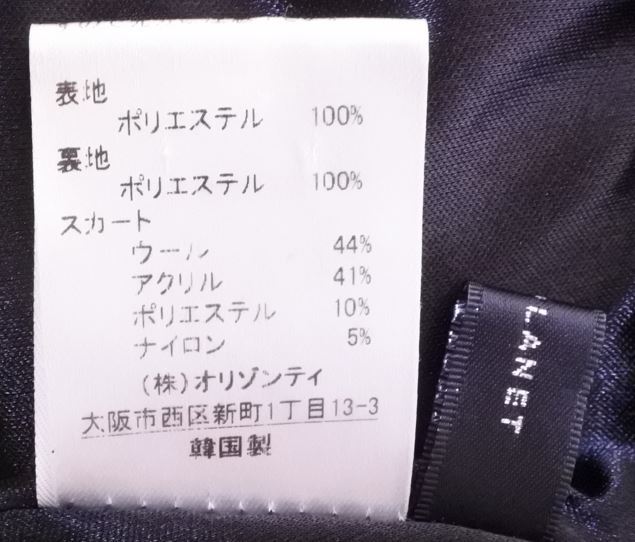 表地
ポリエステル 100%
裏地
ポリエステル 100%
スカート
ウール 44%
アクリル 41%
ポリエステル 10%
ナイロン 5%
(株)オリゾンティ
大阪市西区新町1丁目13-3
韓国製
LANET